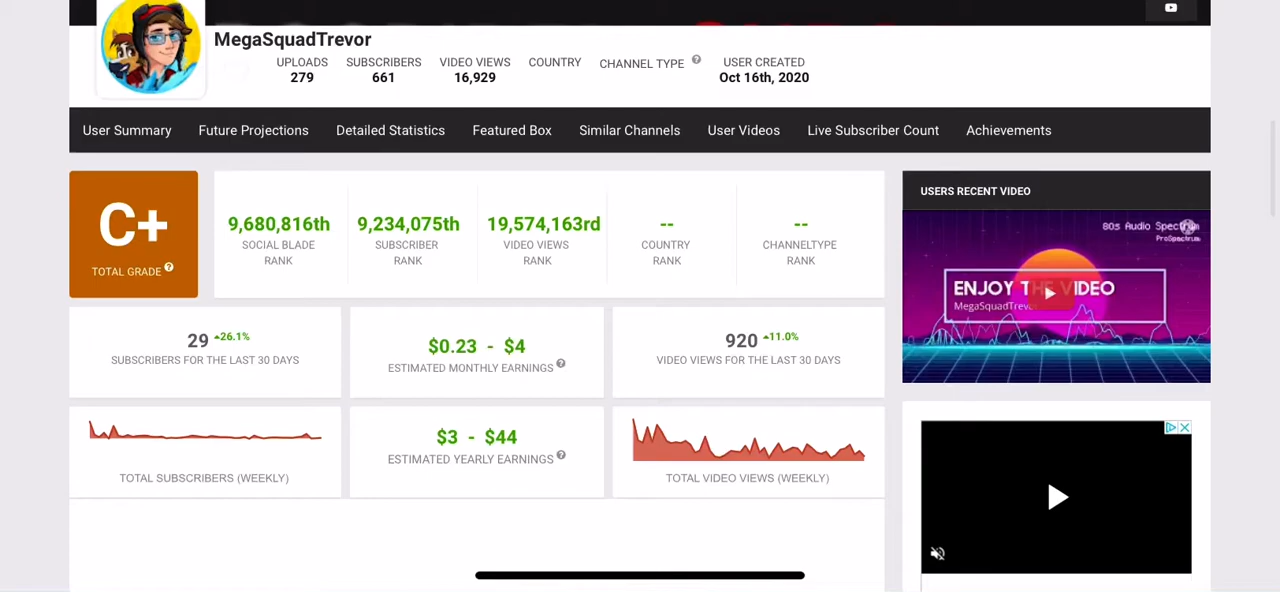 MegaSquadTrevor
UPLOADS
279
SUBSCRIBERS
661
VIDEO VIEWS
16,929
COUNTRY
CHANNEL TYPE ?
USER CREATED
Oct 16th, 2020
User Summary Future Projections Detailed Statistics Featured Box Similar Channels User Videos Live Subscriber Count Achievements
C+
TOTAL GRADE ?
9,680,816th
SOCIAL BLADE
RANK
9,234,075th
SUBSCRIBER
RANK
19,574,163rd
VIDEO VIEWS
RANK
--
COUNTRY
RANK
--
CHANNELTYPE
RANK
USERS RECENT VIDEO
80s Audio Spectrum
ProSpectrum
ENJOY THE VIDEO
MegaSquadTrevor
29 26.1%
SUBSCRIBERS FOR THE LAST 30 DAYS
$0.23 - $4
ESTIMATED MONTHLY EARNINGS ?
920 11.0%
VIDEO VIEWS FOR THE LAST 30 DAYS
TOTAL SUBSCRIBERS (WEEKLY)
$3 - $44
ESTIMATED YEARLY EARNINGS ?
TOTAL VIDEO VIEWS (WEEKLY)